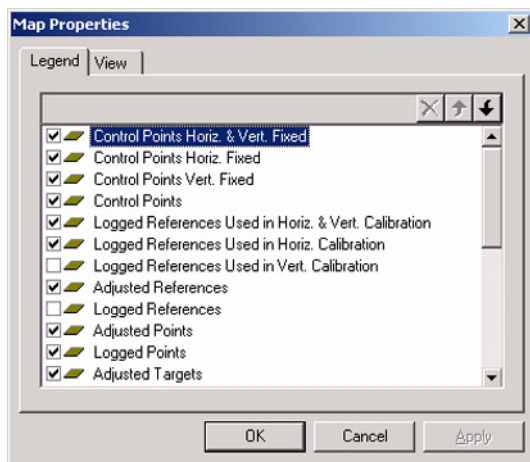 Map Properties
Legend View
Control Points Horiz. & Vert. Fixed
Control Points Horiz. Fixed
Control Points Vert. Fixed
Control Points
Logged References Used in Horiz. & Vert. Calibration
Logged References Used in Horiz. Calibration
Logged References Used in Vert. Calibration
Adjusted References
Logged References
Adjusted Points
Logged Points
Adjusted Targets
OK Cancel Apply